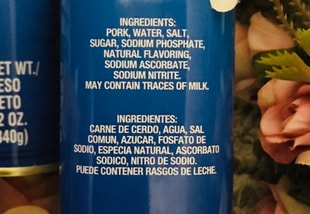 INGREDIENTS:
PORK, WATER, SALT,
SUGAR, SODIUM PHOSPHATE,
NATURAL FLAVORING,
SODIUM ASCORBATE,
SODIUM NITRITE.
MAY CONTAIN TRACES OF MILK.
INGREDIENTES:
CARNE DE CERDO, AGUA, SAL
COMUN, AZUCAR, FOSFATO DE
SODIO, ESPECIA NATURAL, ASCORBATO
SODICO, NITRO DE SODIO.
PUEDE CONTENER RASGOS DE LECHE.
ET WT./
ESO
ETO
2 OZ.
340g)